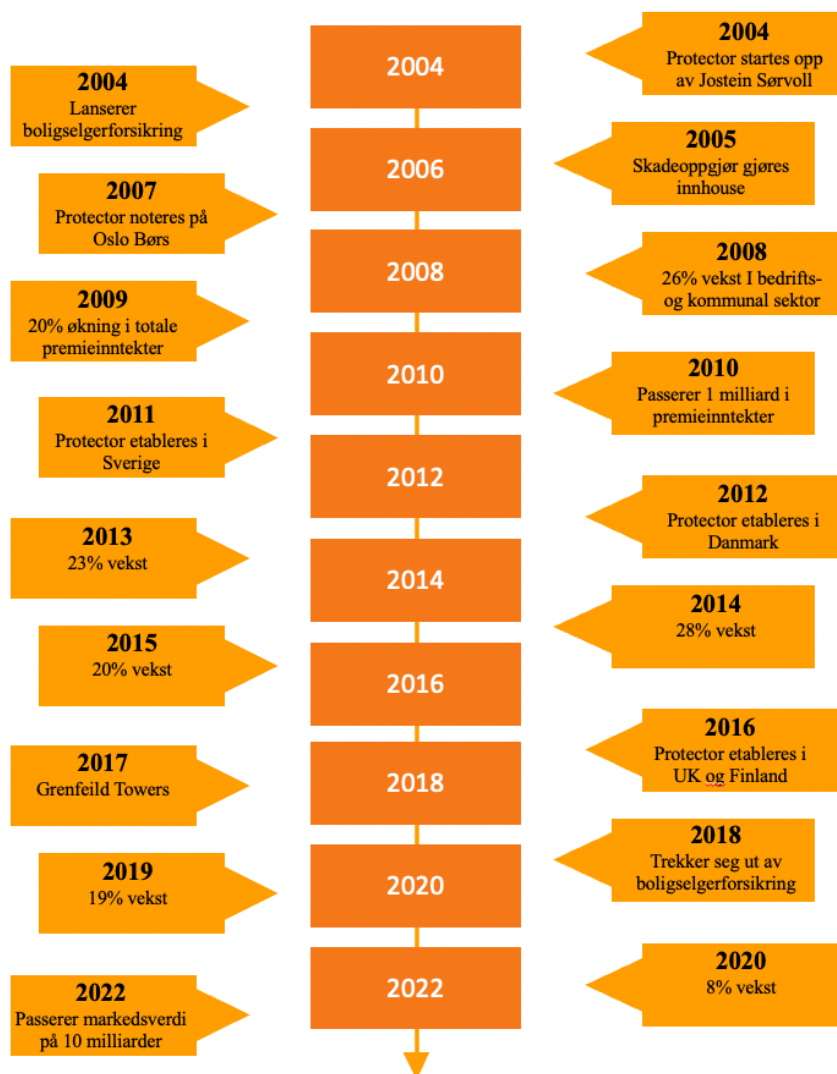 2004
Protector startes opp
av Jostein Sørvoll
2004
2004
Lanserer
boligselgerforsikring
2005
Skadeoppgjør gjøres
innhouse
2006
2007
Protector noteres på
Oslo Børs
2008
26% vekst I bedrifts-
og kommunal sektor
2008
2009
20% økning i totale
premieinntekter
2010
Passerer 1 milliard i
premieinntekter
2010
2011
Protector etableres i
Sverige
2012
2012
Protector etableres i
Danmark
2013
23% vekst
2014
2014
28% vekst
2015
20% vekst
2016
2016
Protector etableres i
UK og Finland
2017
Grenfeild Towers
2018
2018
Trekker seg ut av
boligselgerforsikring
2019
19% vekst
2020
2020
8% vekst
2022
2022
Passerer markedsverdi
på 10 milliarder